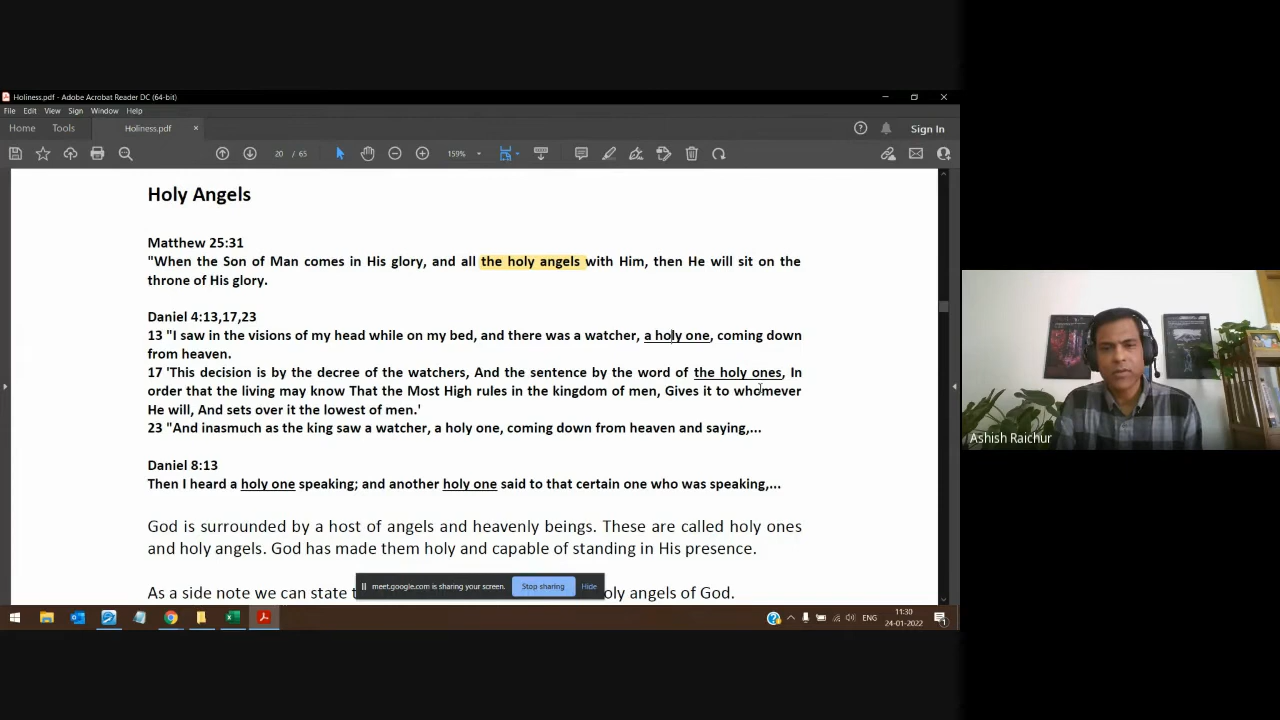 Holiness.pdf - Adobe Acrobat Reader DC (64-bit)
File Edit View Sign Window Help
Home Tools Holiness.pdf × Sign In
20 / 65 159%
Holy Angels
Matthew 25:31
"When the Son of Man comes in His glory, and all the holy angels with Him, then He will sit on the
throne of His glory.
Daniel 4:13,17,23
13 "I saw in the visions of my head while on my bed, and there was a watcher, a holy one, coming down
from heaven.
17 'This decision is by the decree of the watchers, And the sentence by the word of the holy ones, In
order that the living may know That the Most High rules in the kingdom of men, Gives it to whomever
He will, And sets over it the lowest of men.'
23 "And inasmuch as the king saw a watcher, a holy one, coming down from heaven and saying,...
Daniel 8:13
Then I heard a holy one speaking; and another holy one said to that certain one who was speaking,...
God is surrounded by a host of angels and heavenly beings. These are called holy ones
and holy angels. God has made them holy and capable of standing in His presence.
As a side note we can state oly angels of God.
meet.google.com is sharing your screen. Stop sharing Hide
ENG 11:30
24-01-2022
Ashish Raichur